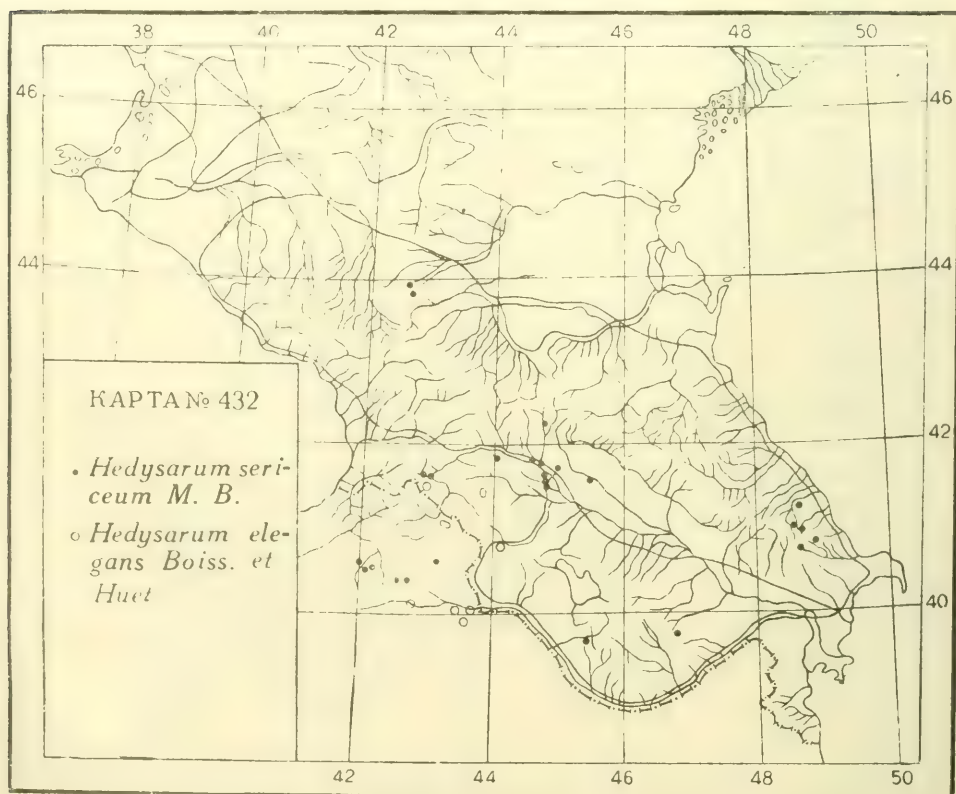 38 40 42 44 46 48 50
46 46
44 44
42
40
КАРТА № 432
• Hedysarum seri-
ceum M. B.
○ Hedysarum ele-
gans Boiss. et
Huet
42 44 46 48 50